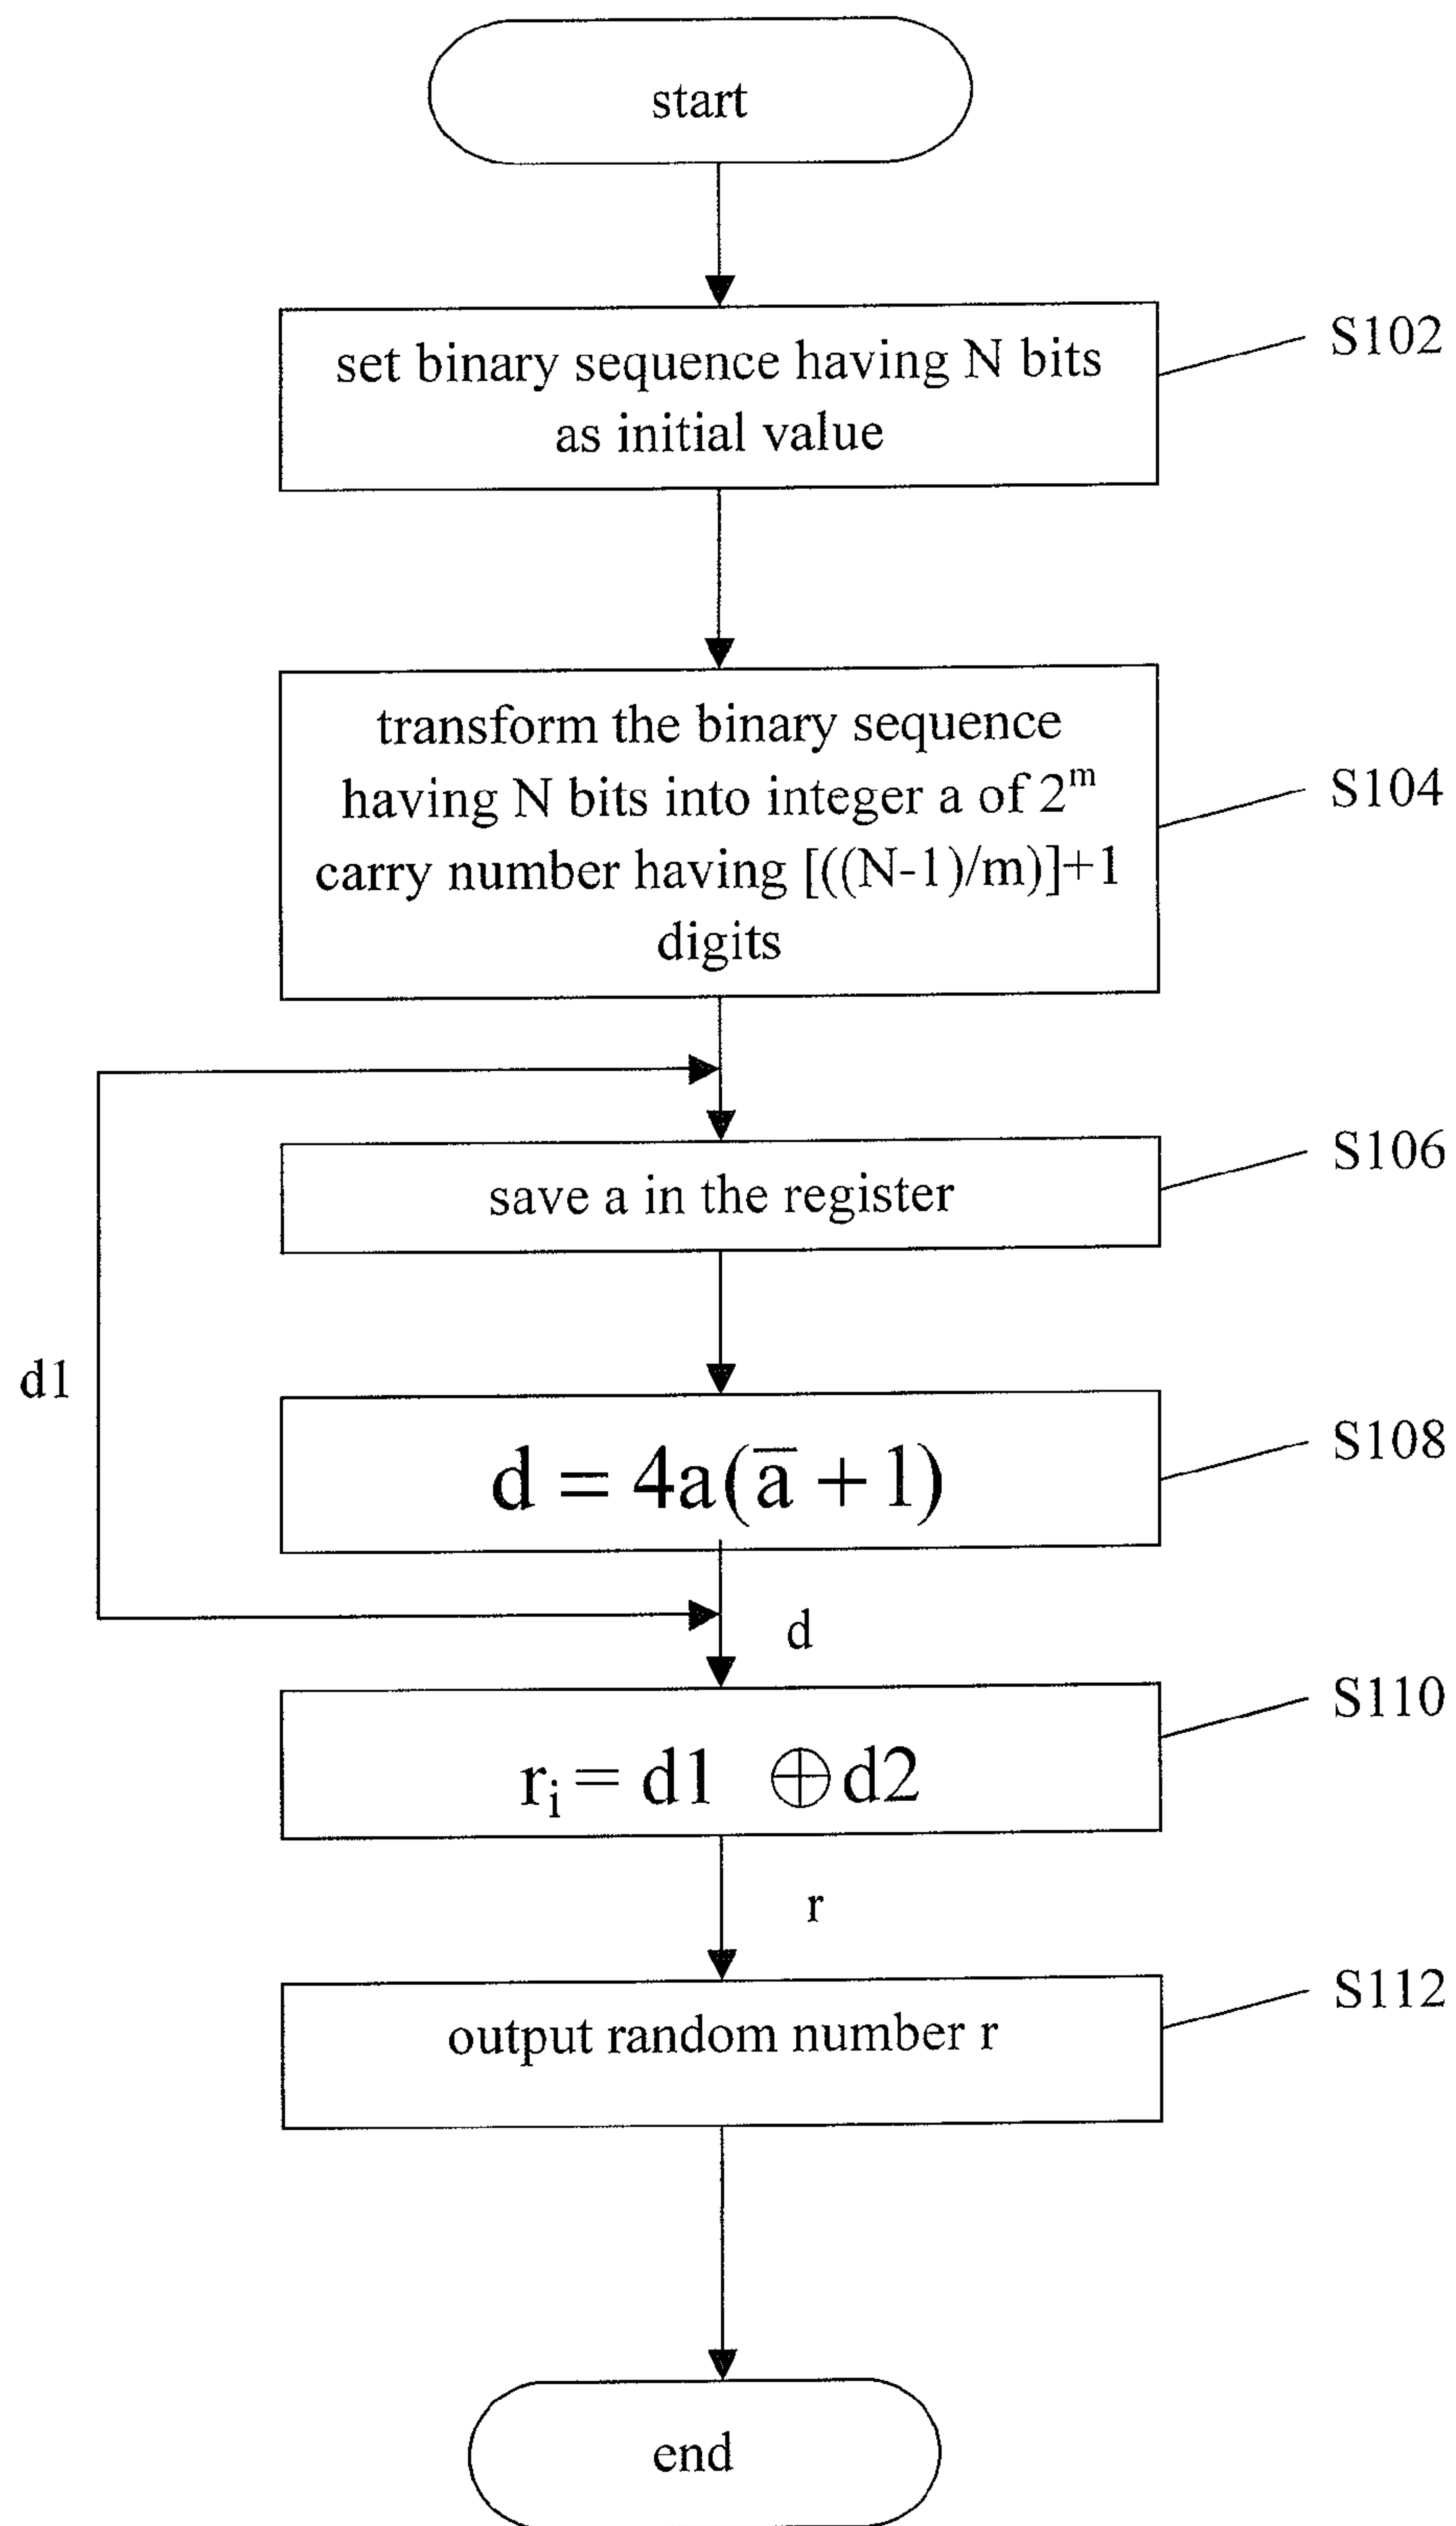 start
set binary sequence having N bits
as initial value
S102
transform the binary sequence
having N bits into integer a of 2^m
carry number having [((N-1)/m)]+1
digits
S104
save a in the register
S106
d1
d = 4a(a̅ + 1)
S108
d
r_i = d1 ⊕ d2
S110
r
output random number r
S112
end